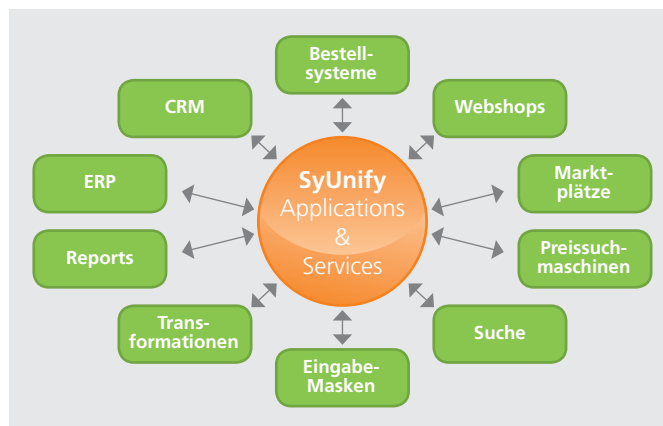 Bestell-
systeme
CRM
Webshops
ERP
SyUnify
Applications
&
Services
Markt-
plätze
Reports
Preissuch-
maschinen
Trans-
formationen
Suche
Eingabe-
Masken